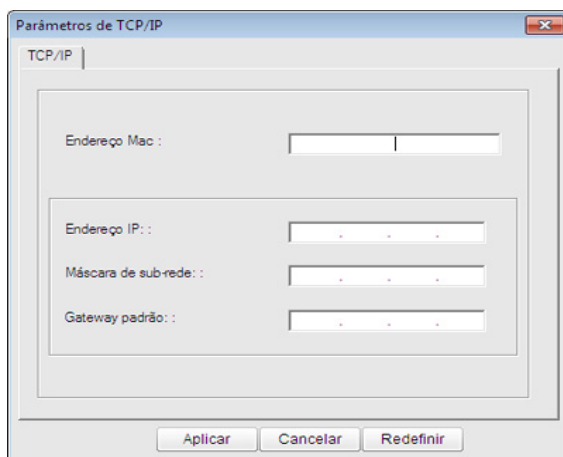 Parâmetros de TCP/IP
TCP/IP
Endereço Mac :
Endereço IP: :
Máscara de sub-rede: :
Gateway padrão: :
Aplicar Cancelar Redefinir